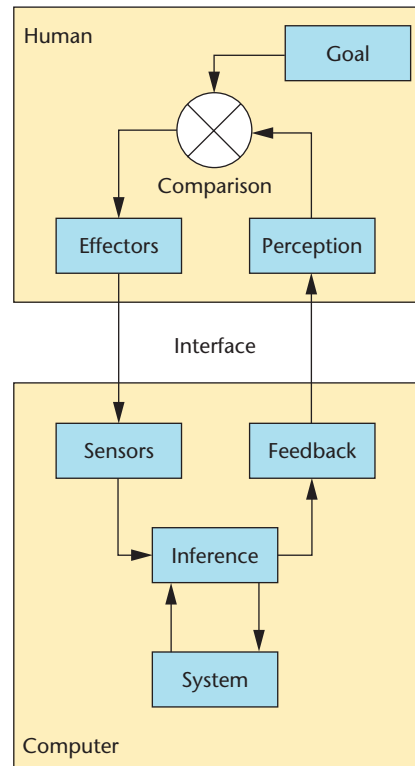 Human
Goal
Comparison
Effectors
Perception
Interface
Sensors
Feedback
Inference
System
Computer